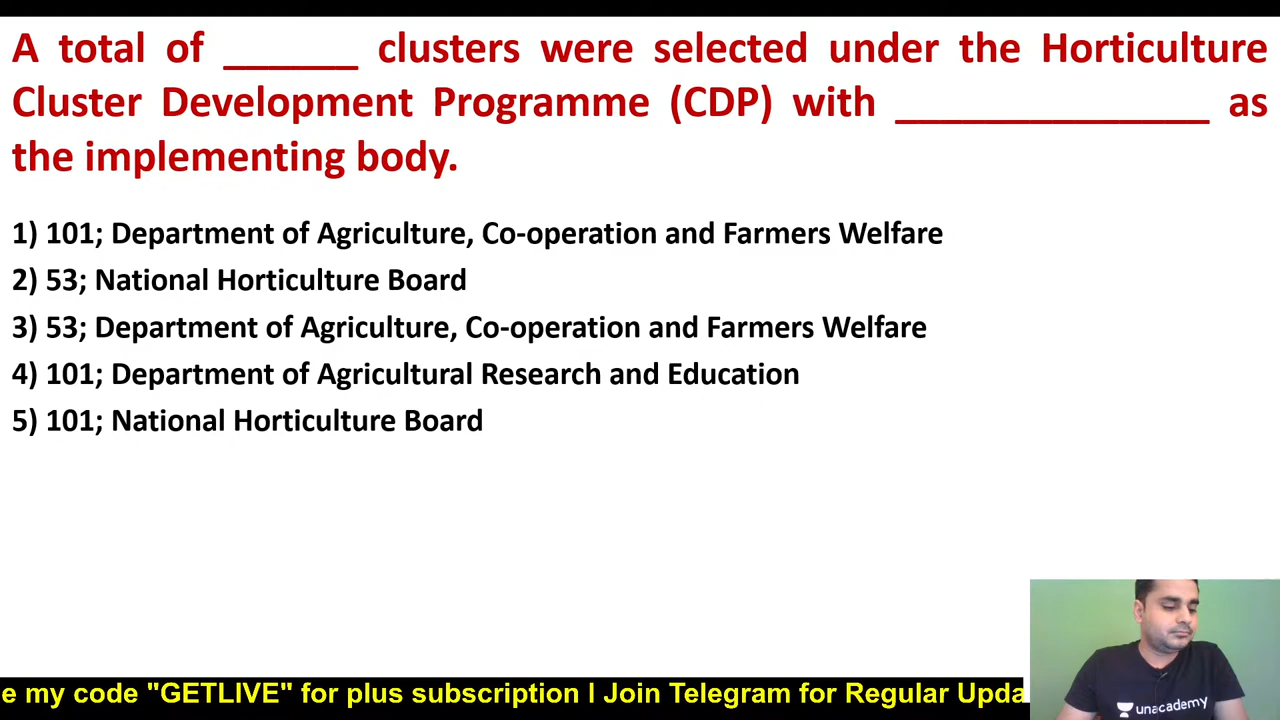 A total of ______ clusters were selected under the Horticulture
Cluster Development Programme (CDP) with ______________ as
the implementing body.
1) 101; Department of Agriculture, Co-operation and Farmers Welfare
2) 53; National Horticulture Board
3) 53; Department of Agriculture, Co-operation and Farmers Welfare
4) 101; Department of Agricultural Research and Education
5) 101; National Horticulture Board
unacademy
e my code "GETLIVE" for plus subscription I Join Telegram for Regular Upda